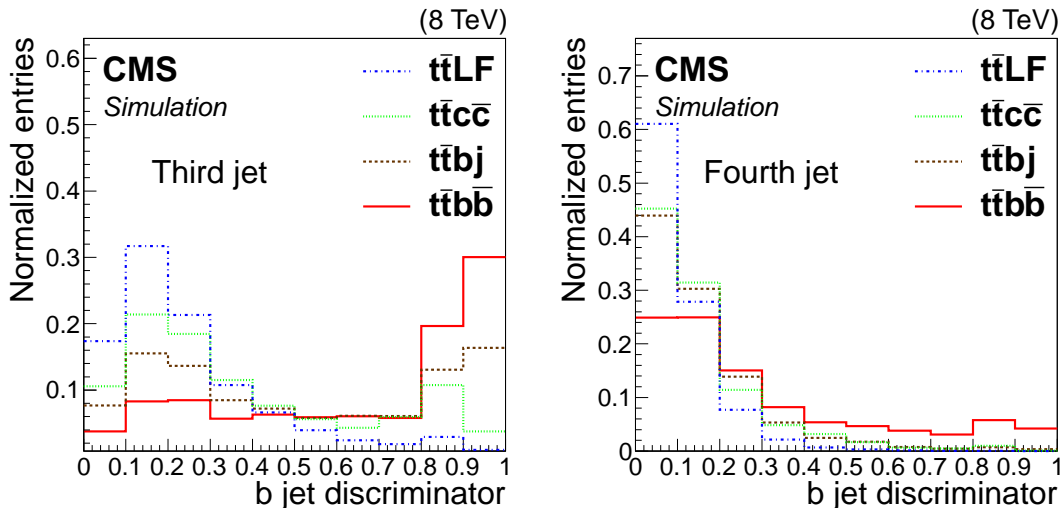 (8 TeV)
CMS
Simulation
Third jet
tt̄LF
tt̄cc̄
tt̄bj
tt̄bb̄
Normalized entries
0.6
0.5
0.4
0.3
0.2
0.1
0 0.1 0.2 0.3 0.4 0.5 0.6 0.7 0.8 0.9 1
b jet discriminator
(8 TeV)
CMS
Simulation
Fourth jet
tt̄LF
tt̄cc̄
tt̄bj
tt̄bb̄
Normalized entries
0.7
0.6
0.5
0.4
0.3
0.2
0.1
0
0 0.1 0.2 0.3 0.4 0.5 0.6 0.7 0.8 0.9 1
b jet discriminator